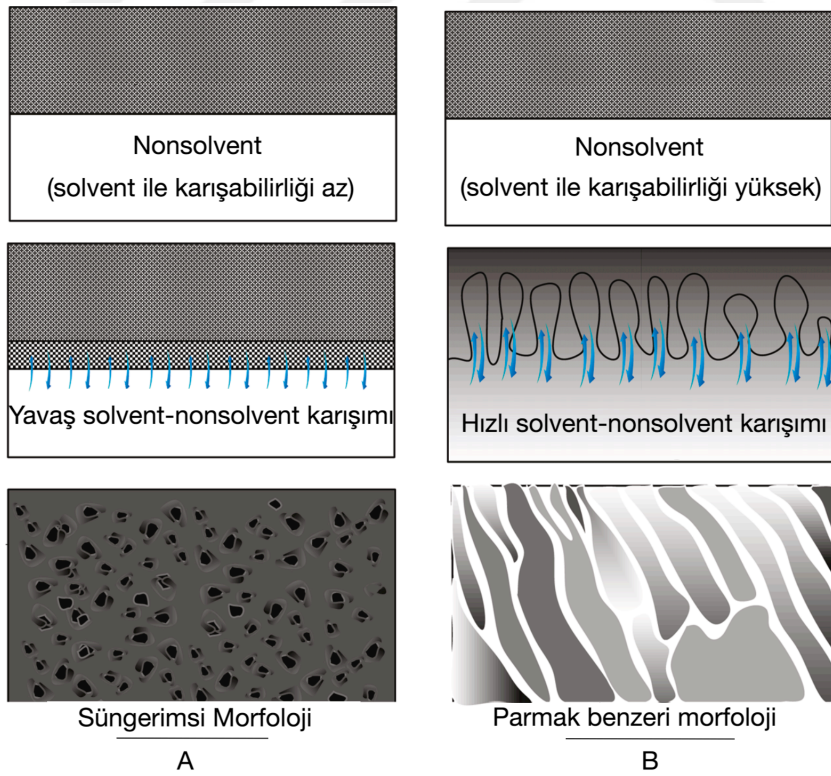 Nonsolvent
(solvent ile karışabilirliği az)
Yavaş solvent-nonsolvent karışımı
Süngerimsi Morfoloji
A
Nonsolvent
(solvent ile karışabilirliği yüksek)
Hızlı solvent-nonsolvent karışımı
Parmak benzeri morfoloji
B